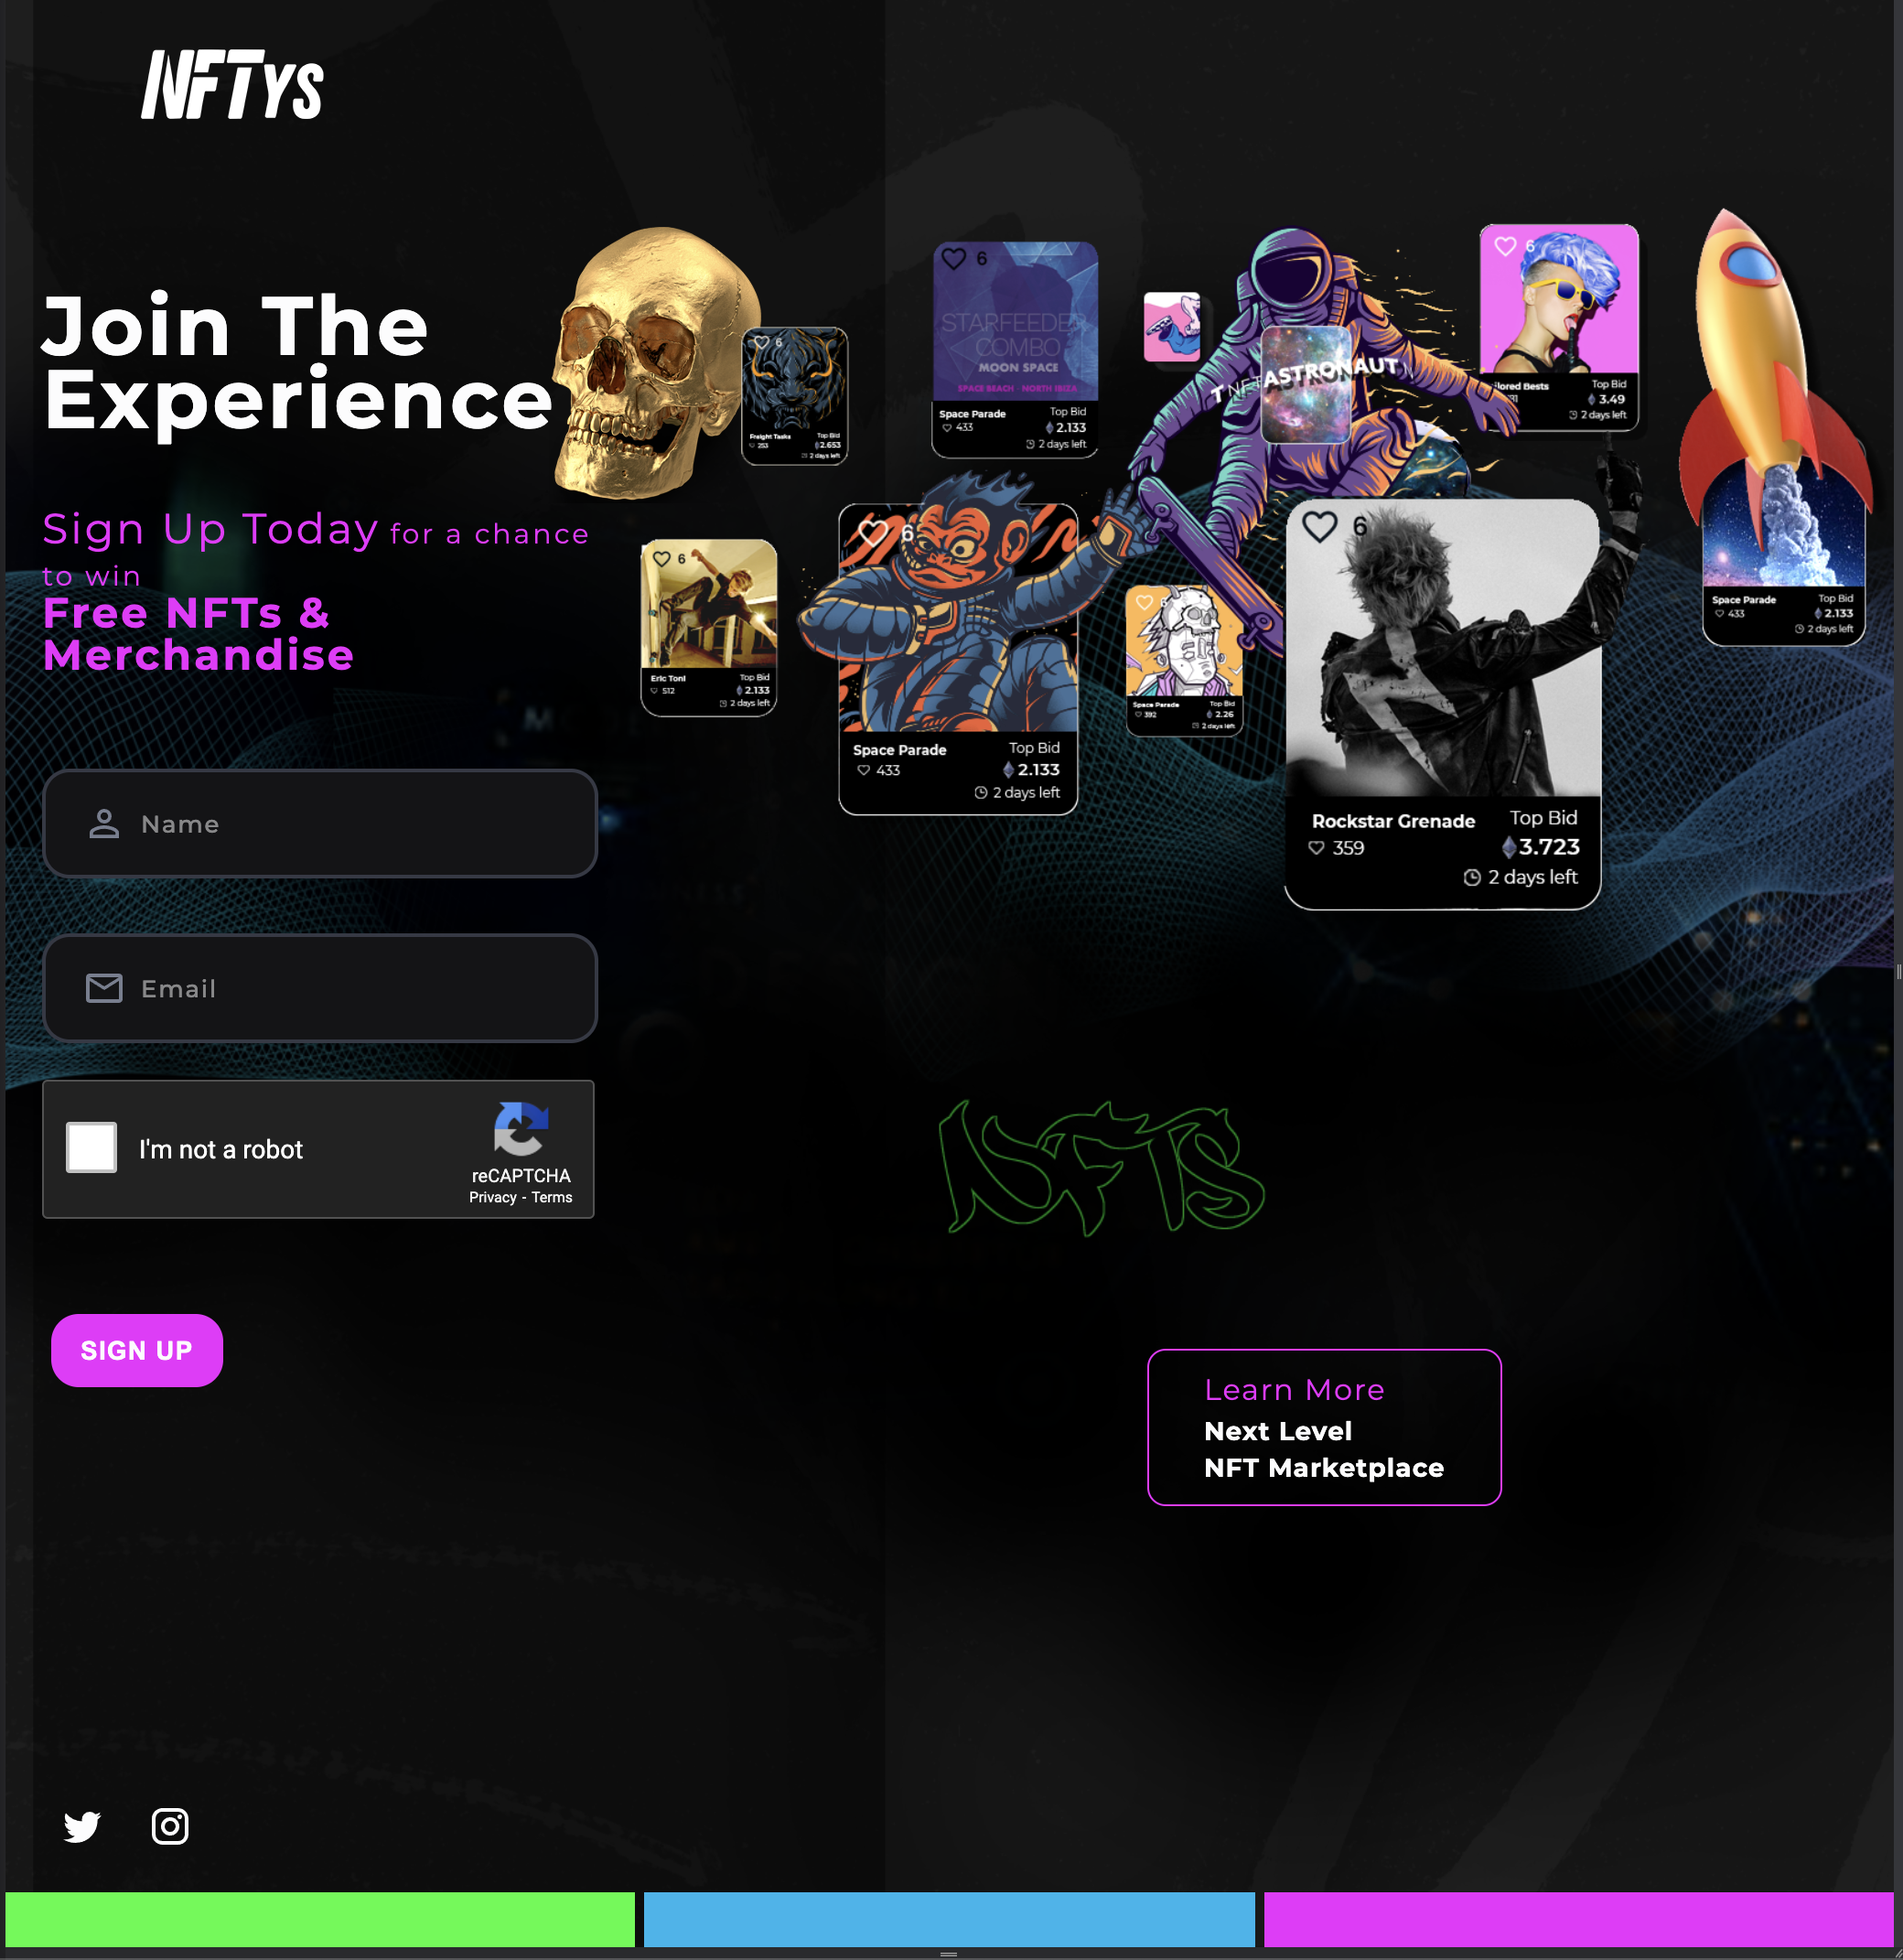 NFTYS
Join The
Experience
Sign Up Today for a chance
to win
Free NFTs &
Merchandise
Name
Email
I'm not a robot
reCAPTCHA
Privacy - Terms
SIGN UP
6
Freight Tasks
Top Bid
253
2.653
2 days left
6
STARFEEDER
COMBO
MOON SPACE
SPACE BEACH · NORTH IBIZA
Space Parade
Top Bid
433
2.133
2 days left
ASTRONAUT
6
Top Bid
3.49
2 days left
Space Parade
Top Bid
433
2.133
2 days left
6
Eric Toni
Top Bid
512
2.133
2 days left
6
Space Parade
Top Bid
433
2.133
2 days left
Space Parade
Top Bid
392
2.26
2 days left
6
Rockstar Grenade
Top Bid
359
3.723
2 days left
NFTS
Learn More
Next Level
NFT Marketplace